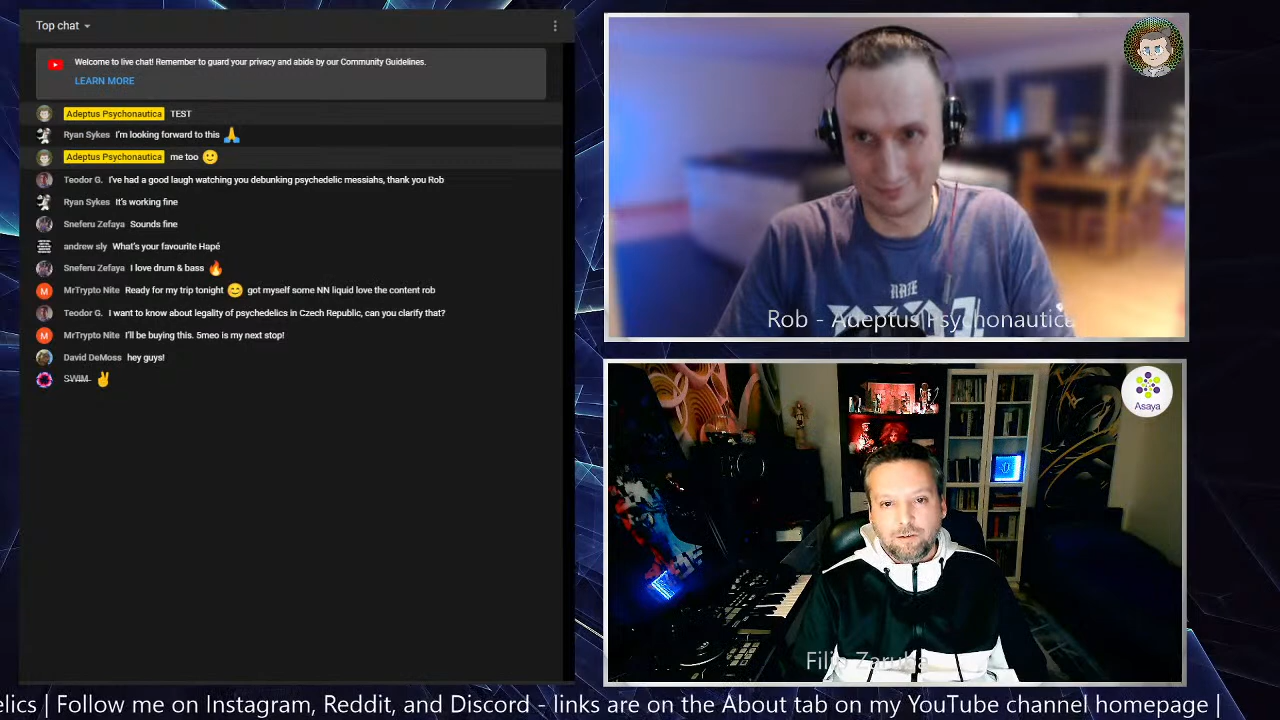 Top chat
Welcome to live chat! Remember to guard your privacy and abide by our Community Guidelines.
LEARN MORE
Adeptus Psychonautica TEST
Ryan Sykes I'm looking forward to this 🙏
Adeptus Psychonautica me too 🙂
Teodor G. I've had a good laugh watching you debunking psychedelic messiahs, thank you Rob
Ryan Sykes It's working fine
Sneferu Zefaya Sounds fine
andrew sly What's your favourite Hapé
Sneferu Zefaya I love drum & bass 🔥
MrTrypto Nite Ready for my trip tonight 😊 got myself some NN liquid love the content rob
Teodor G. I want to know about legality of psychedelics in Czech Republic, can you clarify that?
MrTrypto Nite I'll be buying this. 5meo is my next stop!
David DeMoss hey guys!
SWIM ✌
Rob - Adeptus Psychonautica
Asaya
Filip Zaruba
elics | Follow me on Instagram, Reddit, and Discord - links are on the About tab on my YouTube channel homepage |